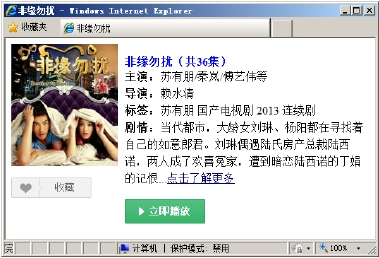 非缘勿扰 - Windows Internet Explorer
收藏夹
非缘勿扰
非缘勿扰
非缘勿扰（共36集）
主演：苏有朋/秦岚/傅艺伟等
导演：赖水清
标签：苏有朋 国产电视剧 2013 连续剧
剧情：当代都市，大龄女刘琳、杨阳都在寻找着
自己的如意郎君。刘琳偶遇陆氏房产总裁陆西
诺，两人成了欢喜冤家，遭到暗恋陆西诺的丁娟
的记恨...点击了解更多
收藏
立即播放
完
计算机 | 保护模式: 禁用
100%